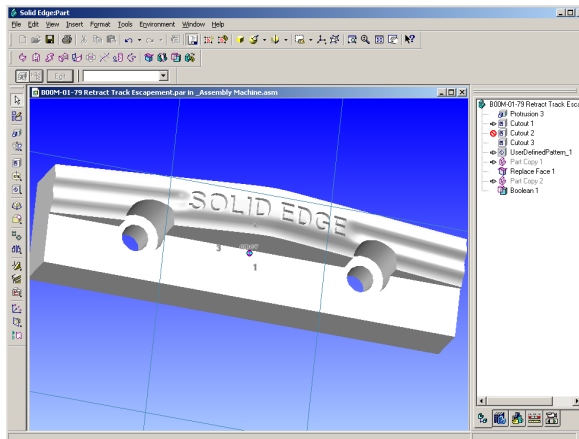 Solid Edge:Part
File Edit View Insert Format Tools Environment Window Help
Edit
B00M-01-79 Retract Track Escapement.par in _Assembly Machine.asm
B00M-01-79 Retract Track Esca
Protrusion 3
Cutout 1
Cutout 2
Cutout 3
UserDefinedPattern_1
Part Copy 1
Replace Face 1
Part Copy 2
Boolean 1
SOLID EDGE
3
1